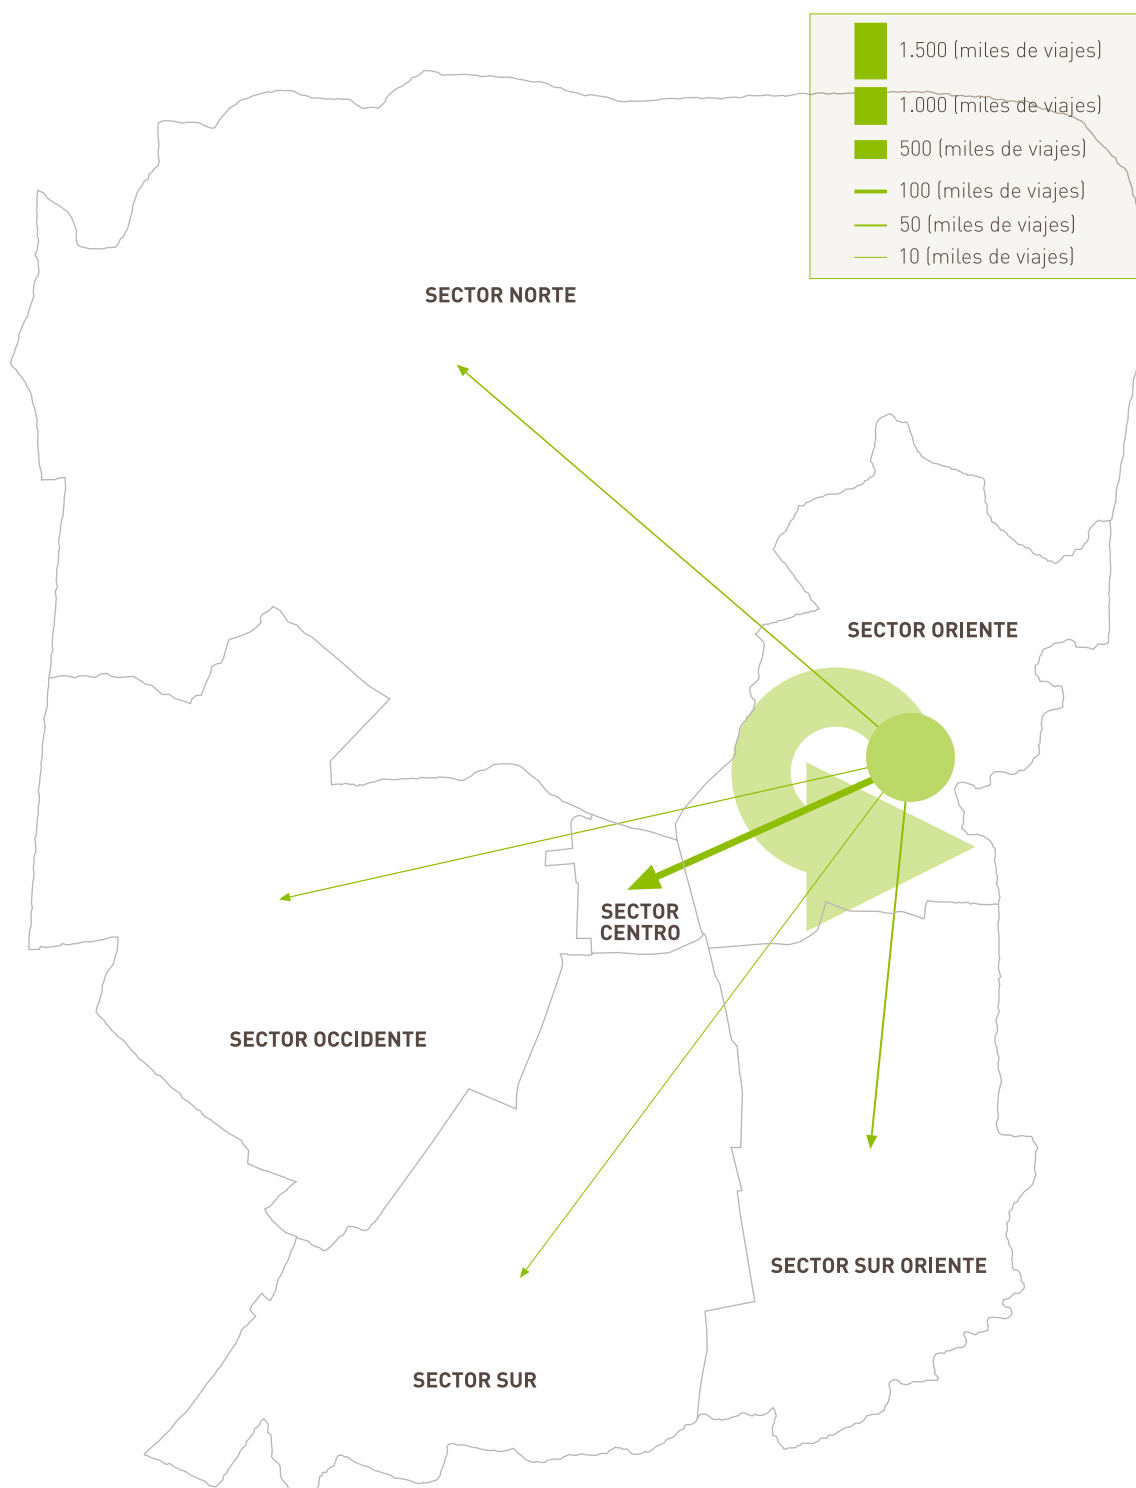 1.500 (miles de viajes)
1.000 (miles de viajes)
500 (miles de viajes)
100 (miles de viajes)
50 (miles de viajes)
10 (miles de viajes)
SECTOR NORTE
SECTOR ORIENTE
SECTOR
CENTRO
SECTOR OCCIDENTE
SECTOR SUR ORIENTE
SECTOR SUR